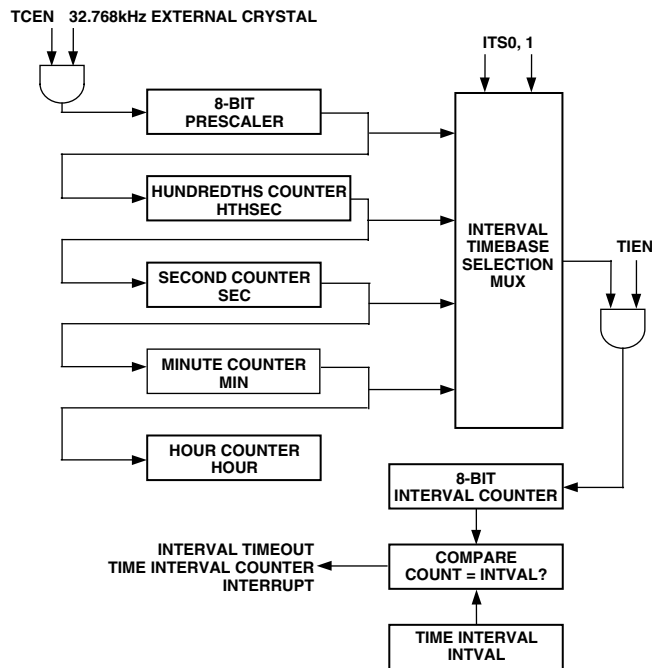 TCEN 32.768kHz EXTERNAL CRYSTAL
ITS0, 1
8-BIT
PRESCALER
HUNDREDTHS COUNTER
HTHSEC
INTERVAL
TIMEBASE
SELECTION
MUX
TIEN
SECOND COUNTER
SEC
MINUTE COUNTER
MIN
HOUR COUNTER
HOUR
8-BIT
INTERVAL COUNTER
INTERVAL TIMEOUT
TIME INTERVAL COUNTER
INTERRUPT
COMPARE
COUNT = INTVAL?
TIME INTERVAL
INTVAL